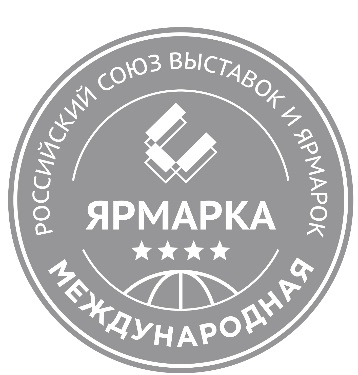 РОССИЙСКИЙ СОЮЗ ВЫСТАВОК И ЯРМАРОК
ЯРМАРКА
МЕЖДУНАРОДНАЯ